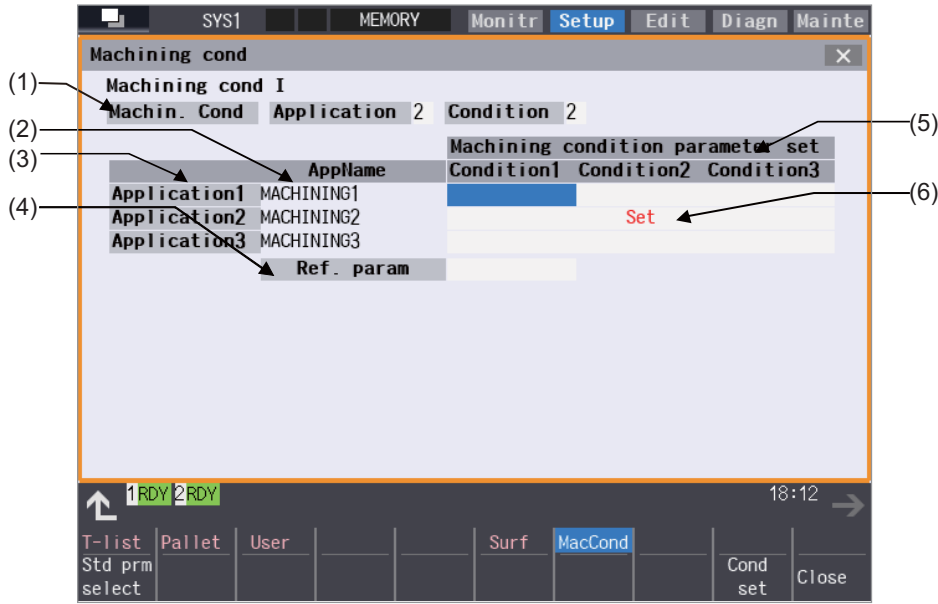 SYS1 MEMORY Monitr Setup Edit Diagn Mainte
Machining cond
(1) Machining cond I
Machin. Cond Application 2 Condition 2
(2) Machining condition parameter set (5)
(3) AppName Condition1 Condition2 Condition3
Application1 MACHINING1 (6)
(4) Application2 MACHINING2 Set
Application3 MACHINING3
Ref. param
1 RDY 2 RDY 18:12
T-list Pallet User Surf MacCond
Std prm Cond
select set Close